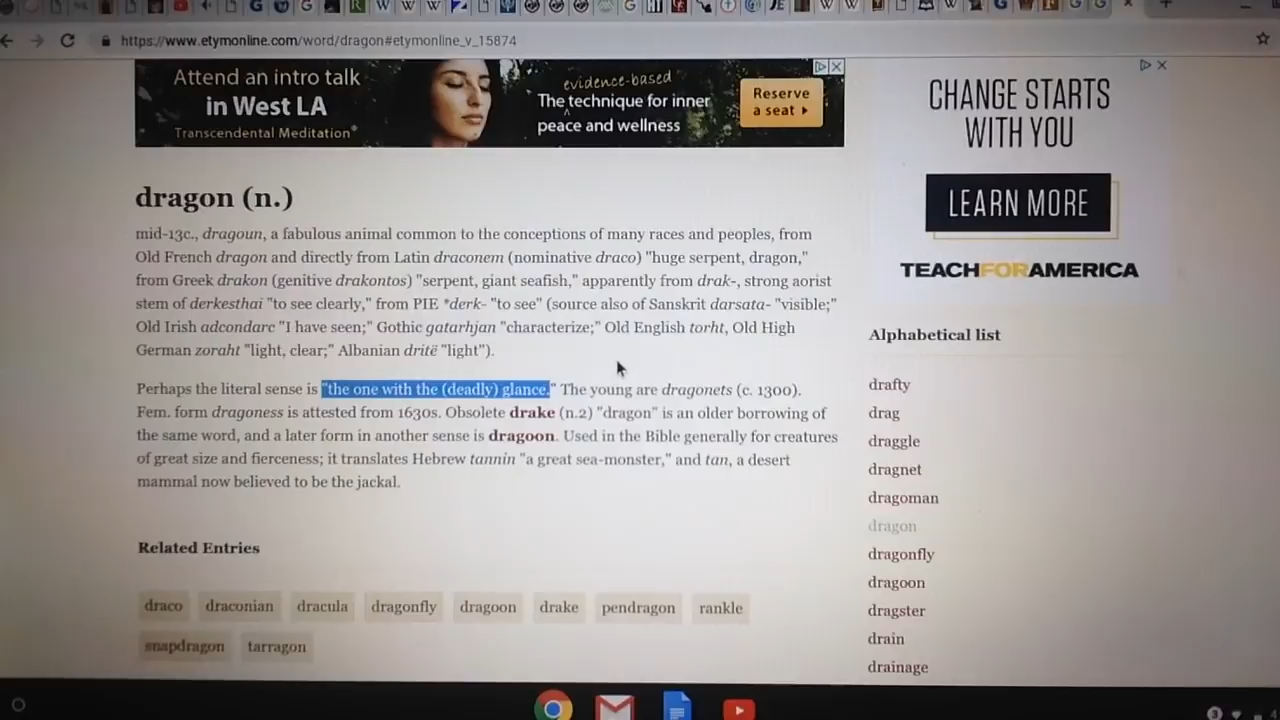 https://www.etymonline.com/word/dragon#etymonline_v_15874
Attend an intro talk
in West LA
Transcendental Meditation®
evidence-based
The technique for inner
^
peace and wellness
Reserve
a seat
CHANGE STARTS
WITH YOU
LEARN MORE
TEACHFORAMERICA
dragon (n.)
mid-13c., dragoun, a fabulous animal common to the conceptions of many races and peoples, from
Old French dragon and directly from Latin draconem (nominative draco) "huge serpent, dragon,"
from Greek drakon (genitive drakontos) "serpent, giant seafish," apparently from drak-, strong aorist
stem of derkesthai "to see clearly," from PIE *derk- "to see" (source also of Sanskrit darsata- "visible;"
Old Irish adcondarc "I have seen;" Gothic gatarhjan "characterize;" Old English torht, Old High
German zoraht "light, clear;" Albanian dritë "light").
Perhaps the literal sense is "the one with the (deadly) glance." The young are dragonets (c. 1300).
Fem. form dragoness is attested from 1630s. Obsolete drake (n.2) "dragon" is an older borrowing of
the same word, and a later form in another sense is dragoon. Used in the Bible generally for creatures
of great size and fierceness; it translates Hebrew tannin "a great sea-monster," and tan, a desert
mammal now believed to be the jackal.
Related Entries
draco draconian dracula dragonfly dragoon drake pendragon rankle
snapdragon tarragon
Alphabetical list
drafty
drag
draggle
dragnet
dragoman
dragon
dragonfly
dragoon
dragster
drain
drainage